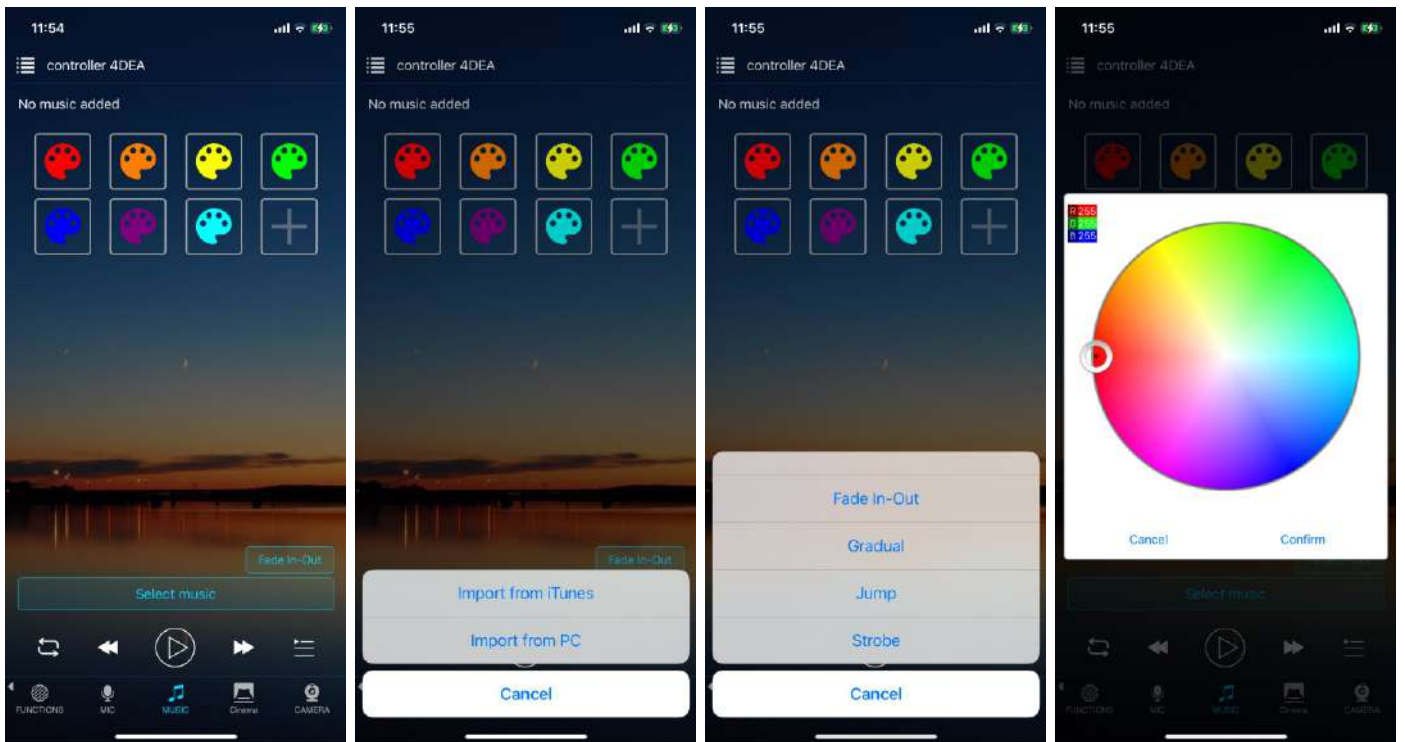 11:54
controller 4DEA
No music added
Fade In-Out
Select music
FUNCTIONS
MIC
MUSIC
Cinema
CAMERA
11:55
controller 4DEA
No music added
Fade In-Out
Import from iTunes
Import from PC
Cancel
11:55
controller 4DEA
No music added
Fade In-Out
Gradual
Jump
Strobe
Cancel
11:55
controller 4DEA
No music added
R 255
G 255
B 255
Cancel
Confirm
Select music
FUNCTIONS
MIC
MUSIC
Cinema
CAMERA